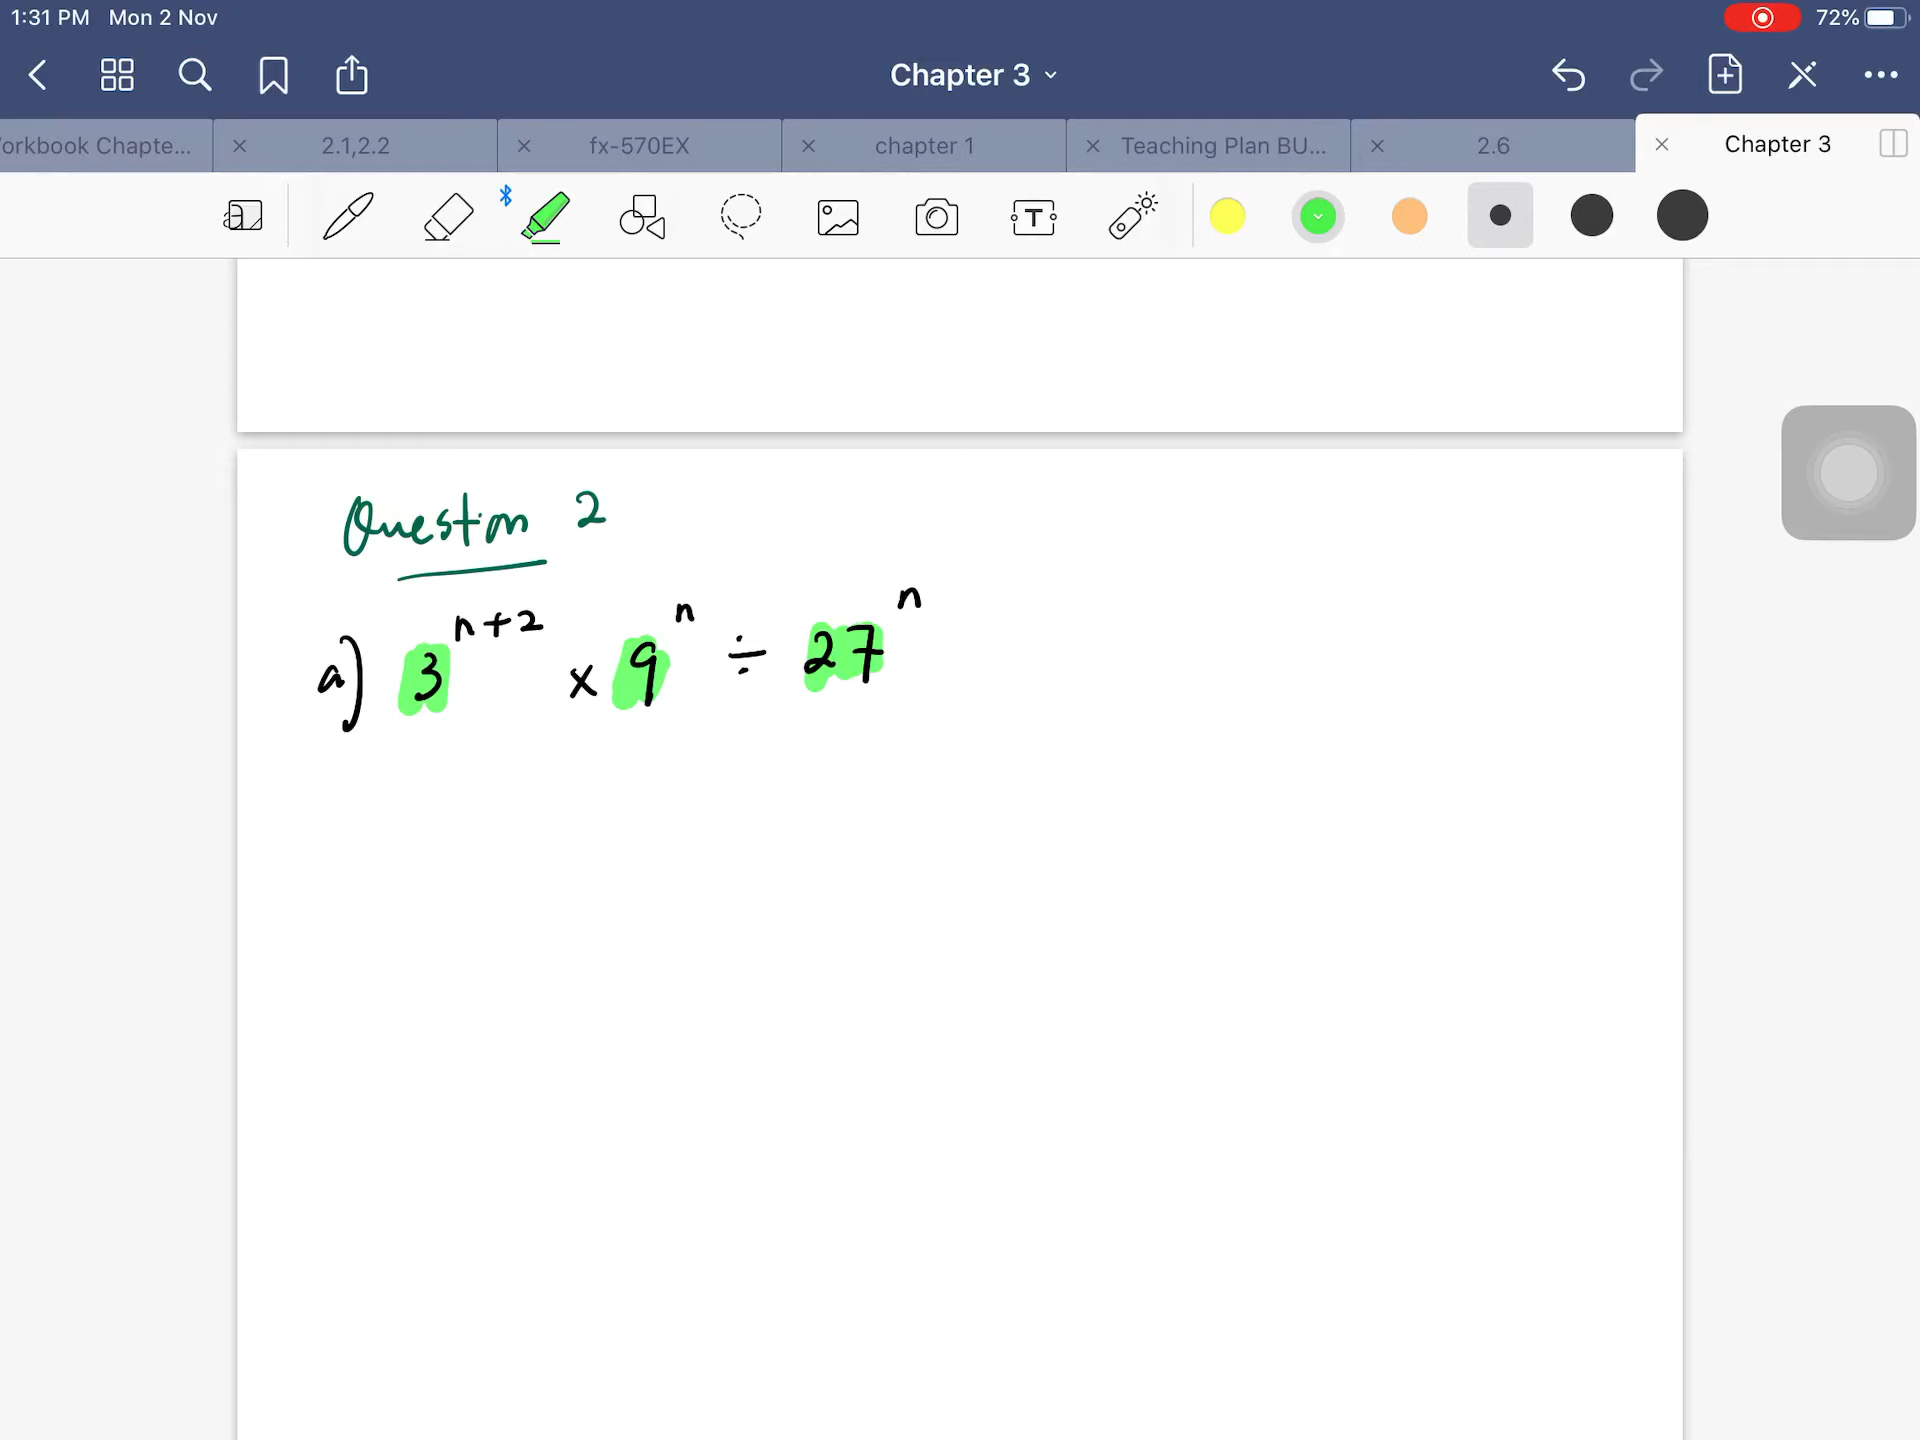 1:31 PM Mon 2 Nov 72%
Chapter 3
orkbook Chapte... 2.1,2.2 fx-570EX chapter 1 Teaching Plan BU... 2.6 Chapter 3
a T
Question 2
a) 3^{n+2} × 9^n ÷ 27^n